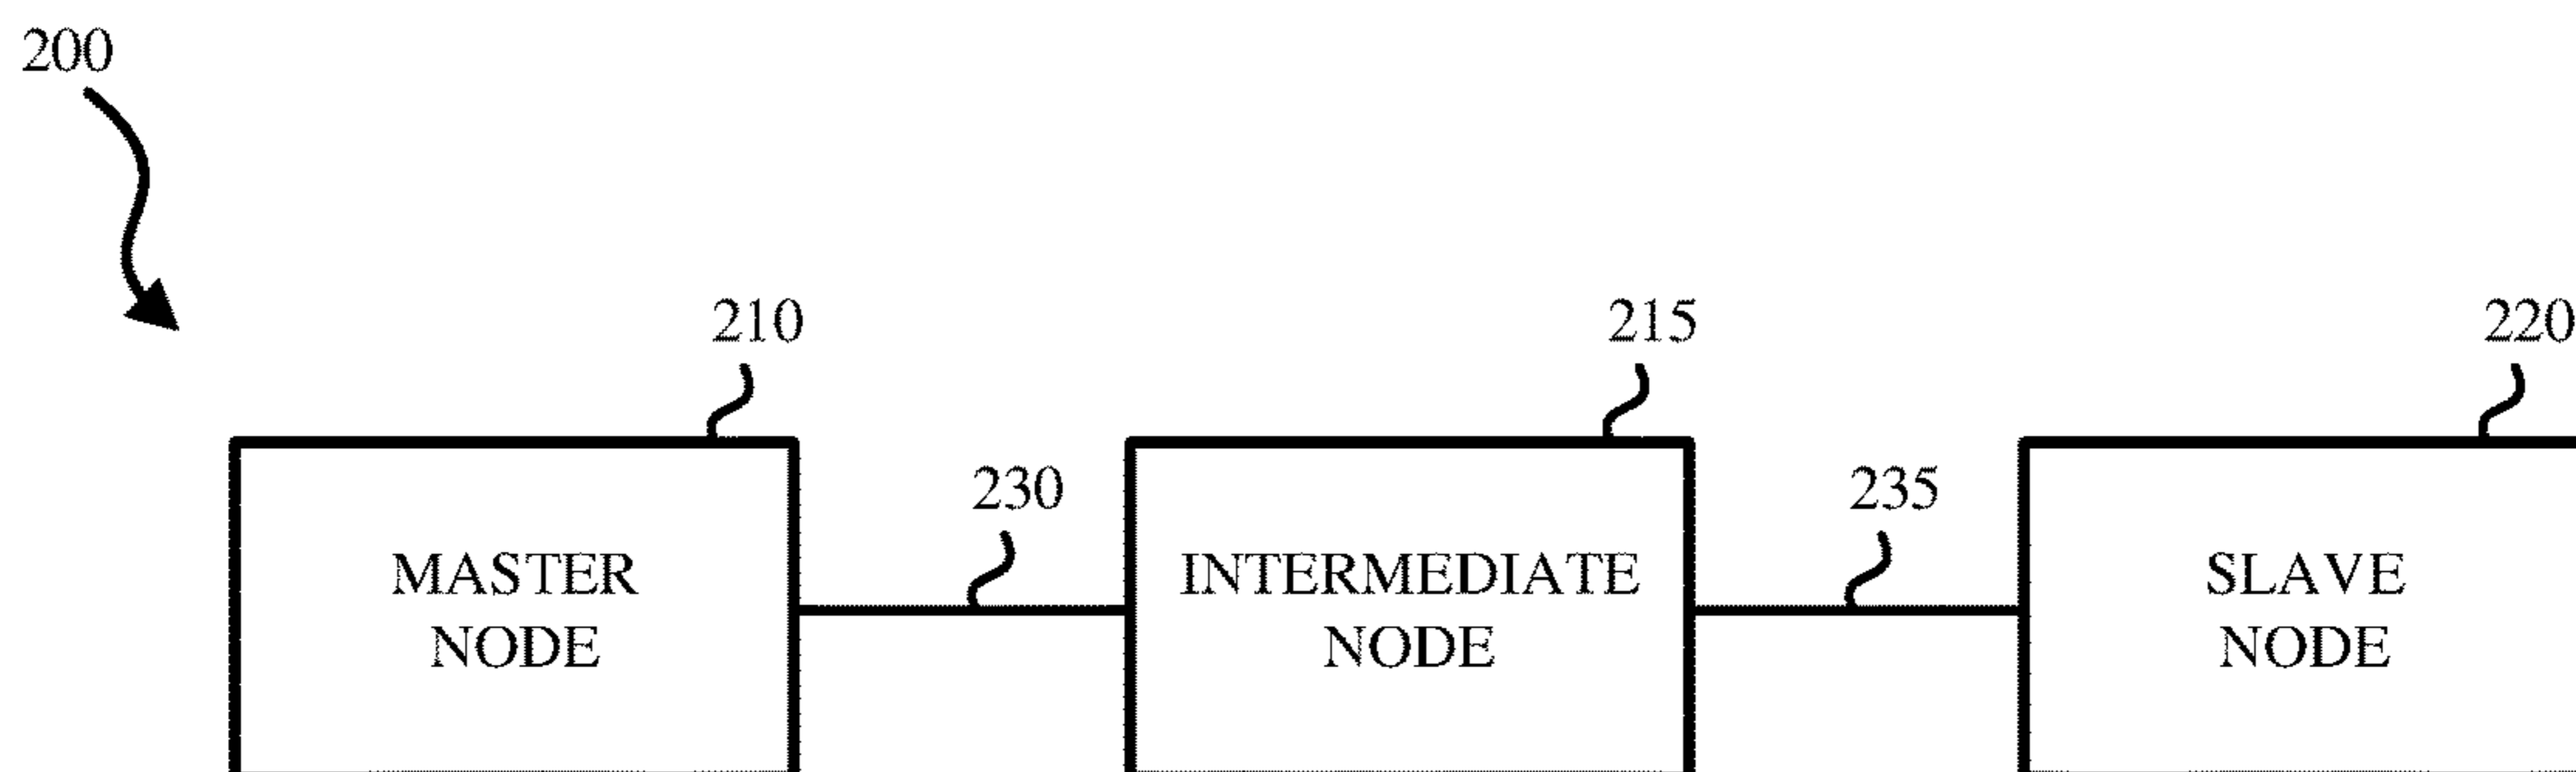 200
210
215
220
230
235
MASTER
NODE
INTERMEDIATE
NODE
SLAVE
NODE